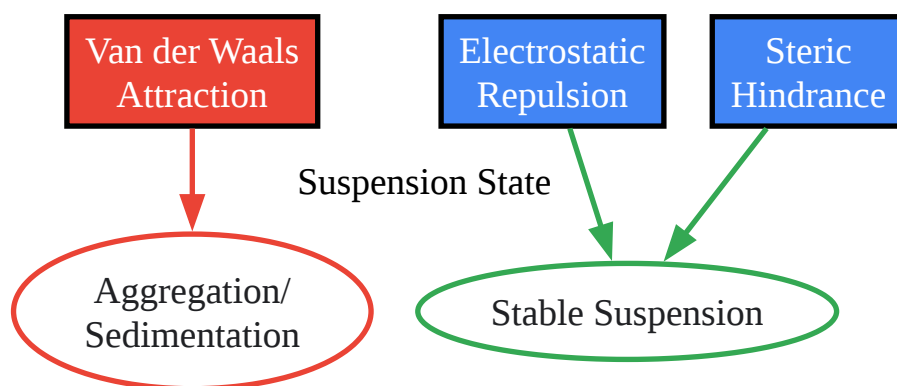 Van der Waals
Attraction
Electrostatic
Repulsion
Steric
Hindrance
Suspension State
Aggregation/
Sedimentation
Stable Suspension